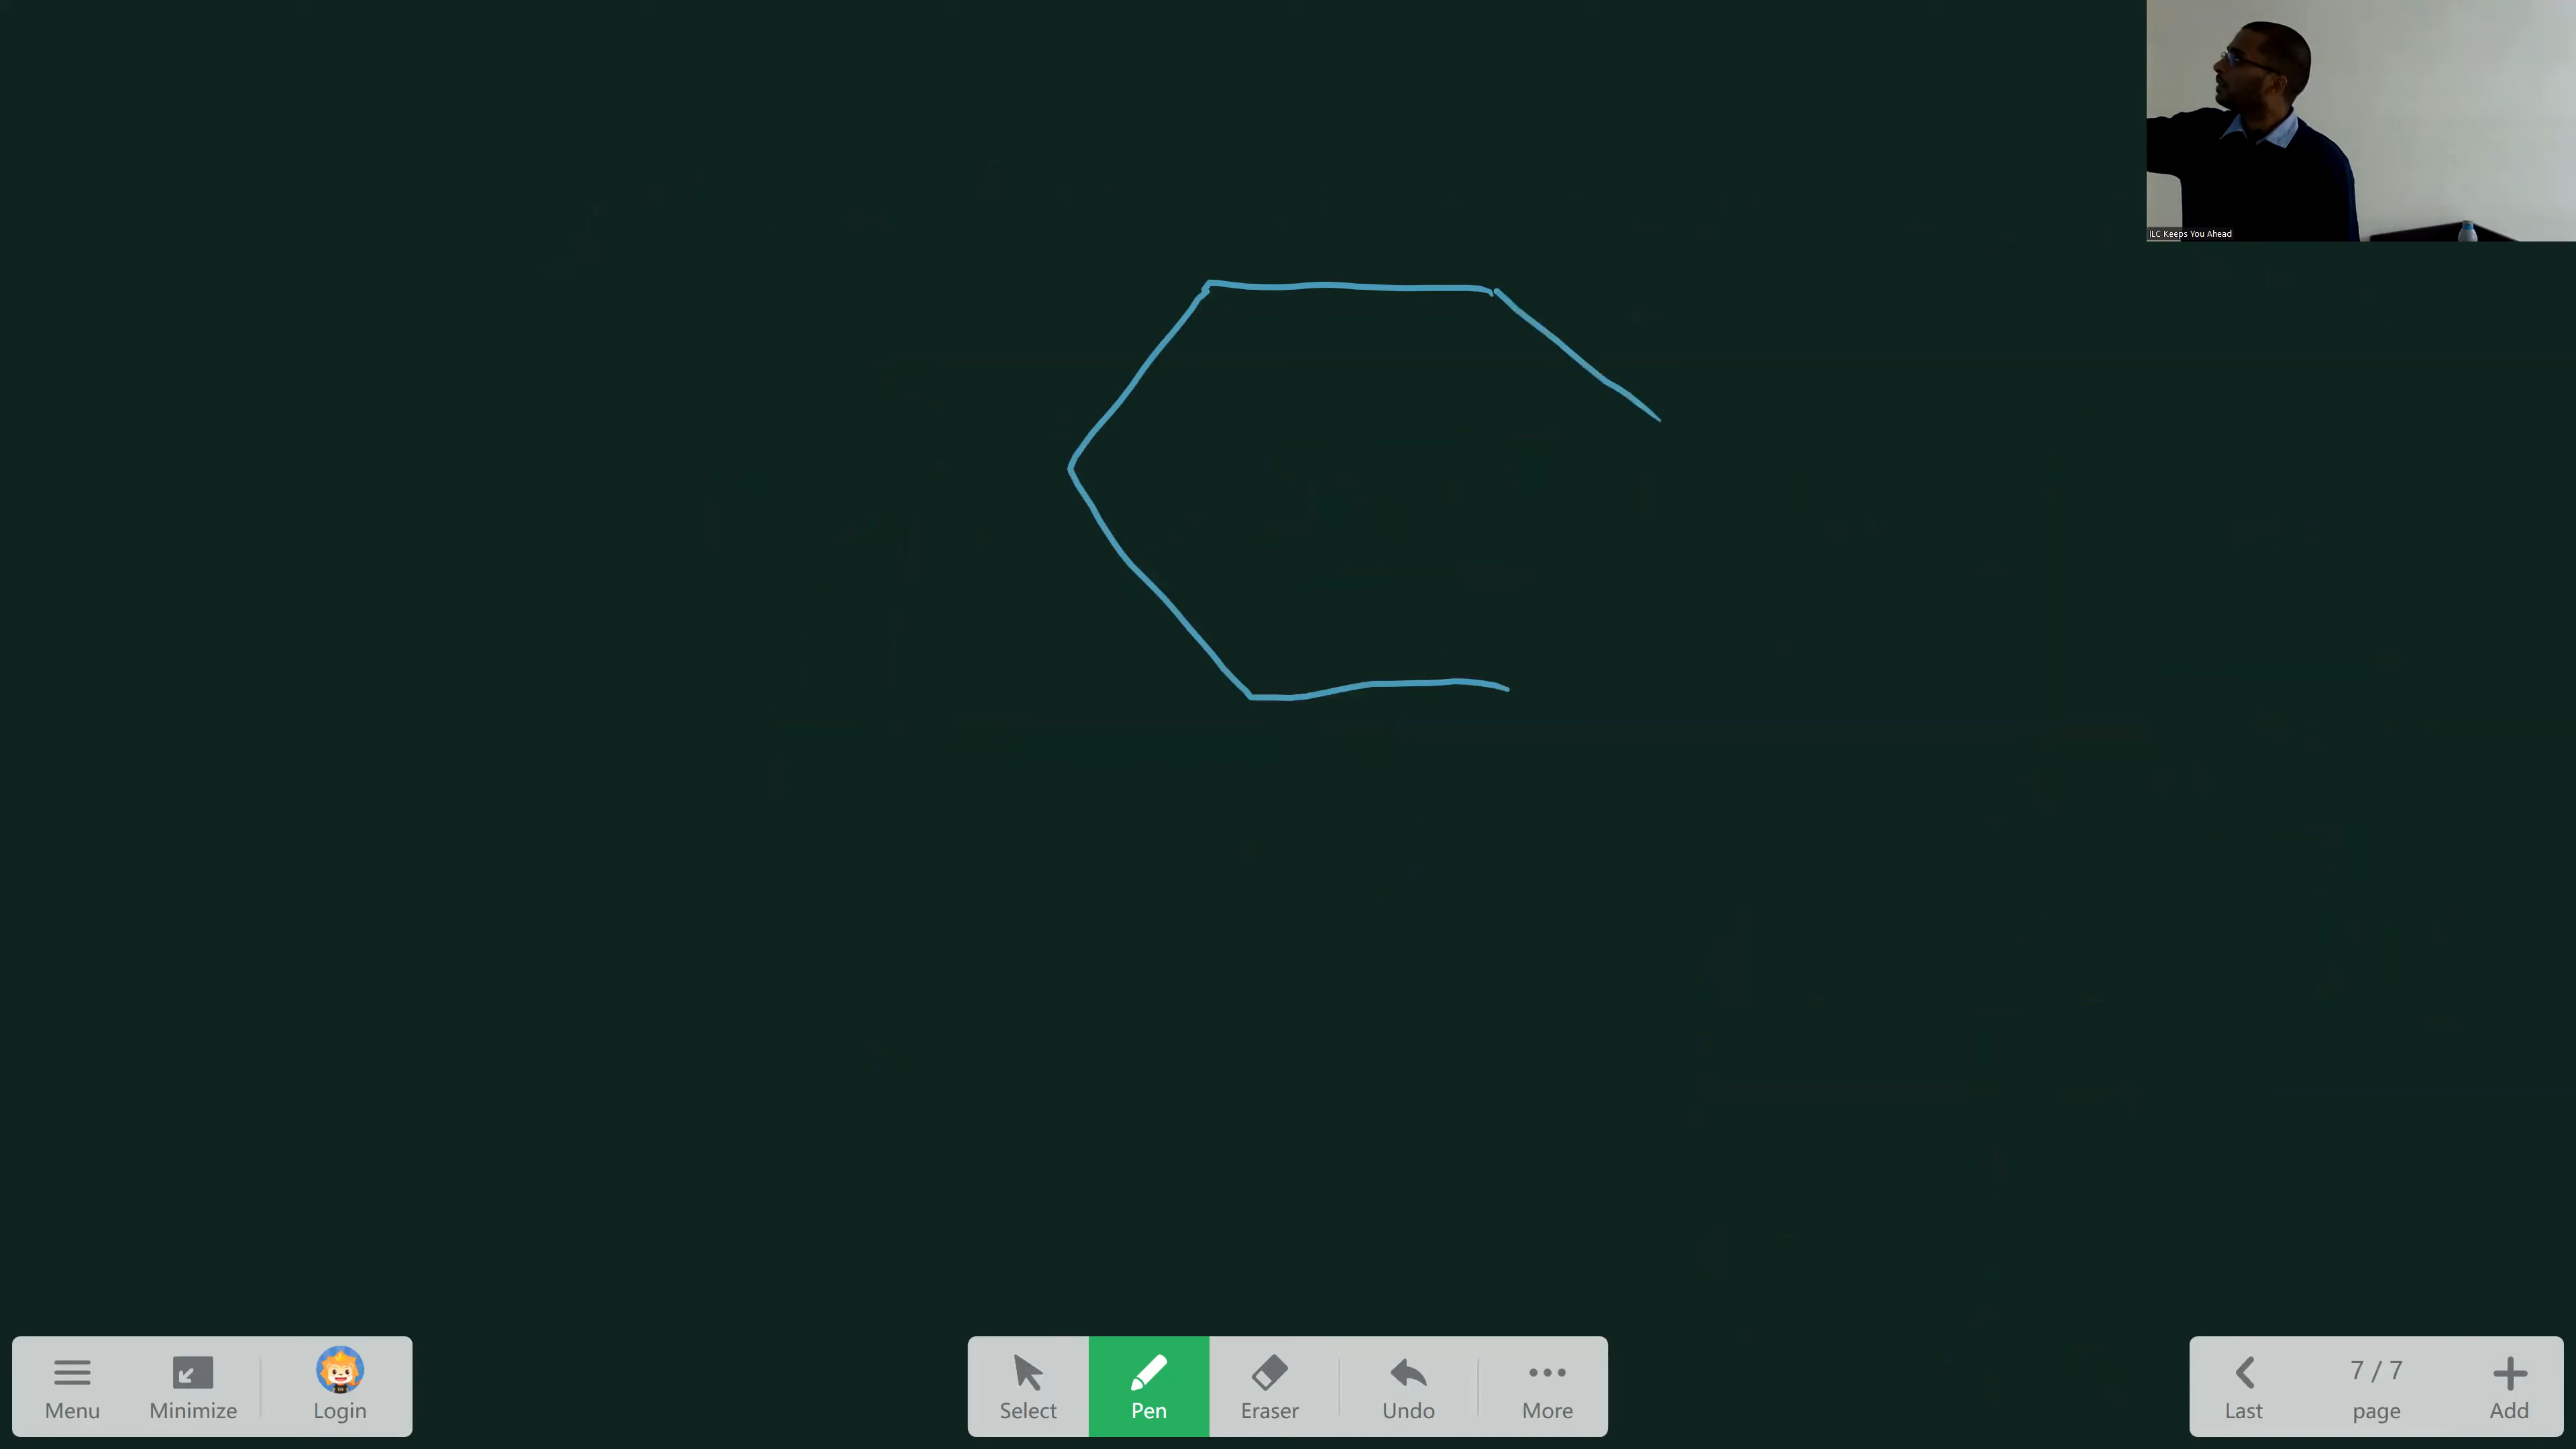 ILC Keeps You Ahead
Menu
Minimize
Login
Select
Pen
Eraser
Undo
More
Last
7 / 7
page
Add